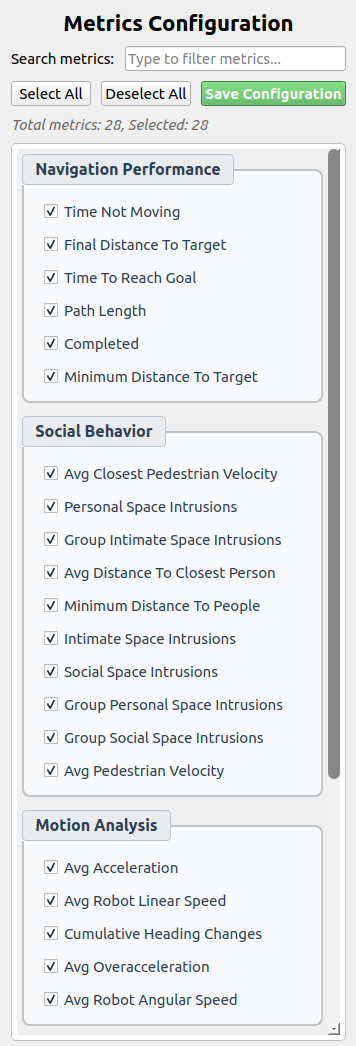 Metrics Configuration
Search metrics: Type to filter metrics...
Select All Deselect All Save Configuration
Total metrics: 28, Selected: 28
Navigation Performance
Time Not Moving
Final Distance To Target
Time To Reach Goal
Path Length
Completed
Minimum Distance To Target
Social Behavior
Avg Closest Pedestrian Velocity
Personal Space Intrusions
Group Intimate Space Intrusions
Avg Distance To Closest Person
Minimum Distance To People
Intimate Space Intrusions
Social Space Intrusions
Group Personal Space Intrusions
Group Social Space Intrusions
Avg Pedestrian Velocity
Motion Analysis
Avg Acceleration
Avg Robot Linear Speed
Cumulative Heading Changes
Avg Overacceleration
Avg Robot Angular Speed